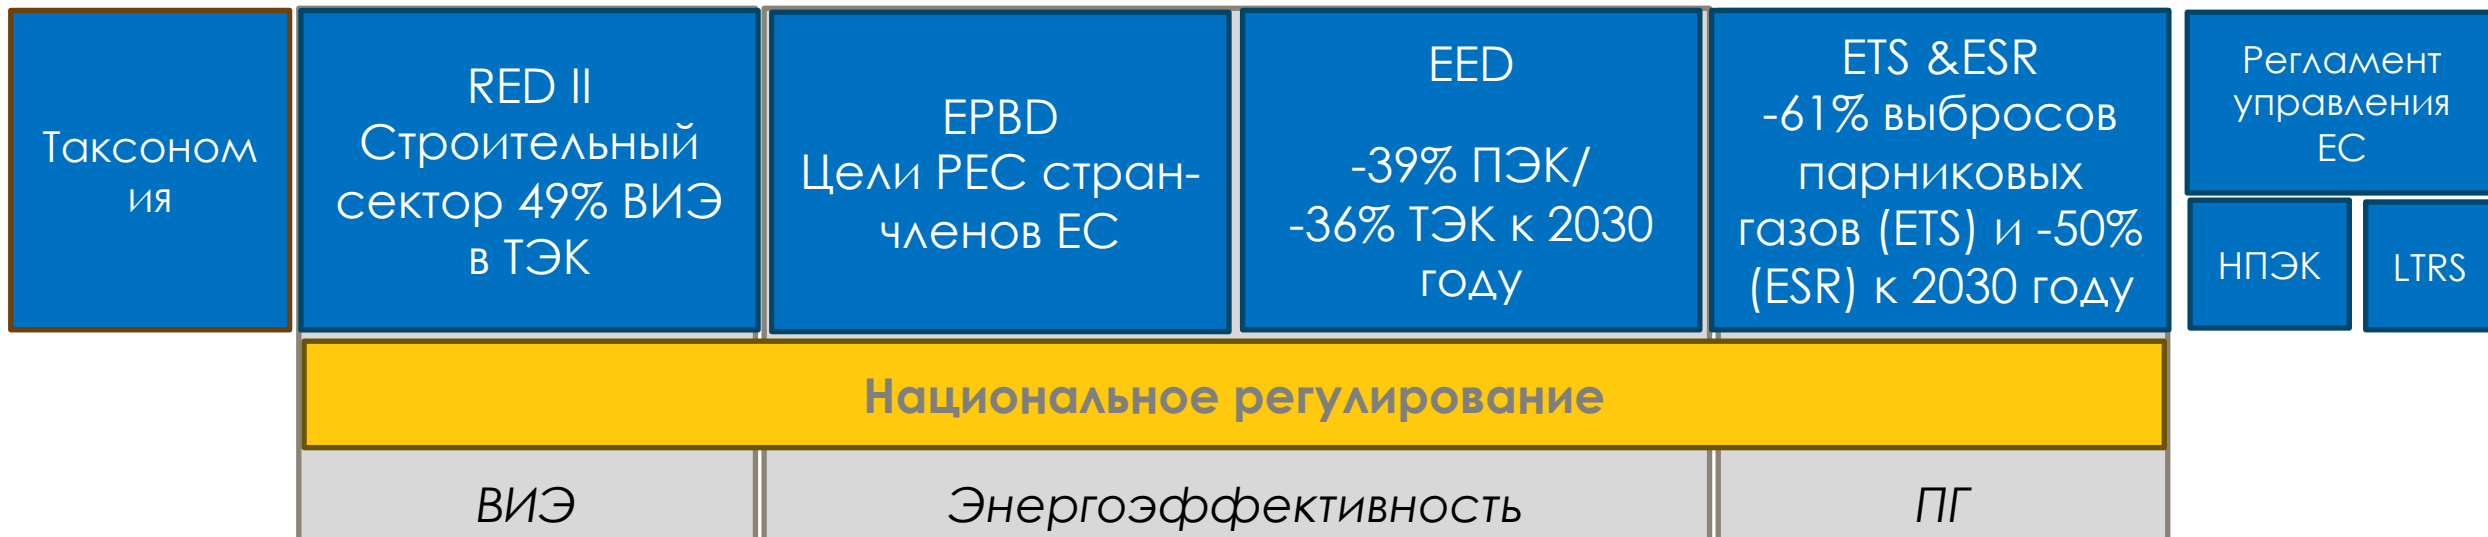 Таксоном
ия
RED II
Строительный
сектор 49% ВИЭ
в ТЭК
EPBD
Цели РЕС стран-
членов ЕС
EED
-39% ПЭК/
-36% ТЭК к 2030
году
ETS &ESR
-61% выбросов
парниковых
газов (ETS) и -50%
(ESR) к 2030 году
Регламент
управления
ЕС
НПЭК
LTRS
Национальное регулирование
ВИЭ
Энергоэффективность
ПГ